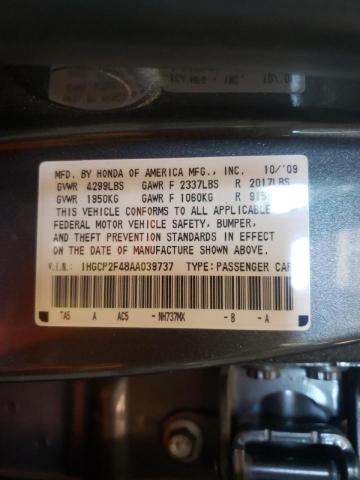 MFD. BY HONDA OF AMERICA MFG., INC. 10/'09
GVWR 4299LBS GAWR F 2337LBS R 2017LBS
GVWR 1950KG GAWR F 1060KG R
THIS VEHICLE CONFORMS TO ALL APPLICABLE
FEDERAL MOTOR VEHICLE SAFETY, BUMPER,
AND THEFT PREVENTION STANDARDS IN EFFECT
ON THE DATE OF MANUFACTURE SHOWN ABOVE.
V.I.N.: 1HGCP2F48AA039737 TYPE: PASSENGER CAR
TA5 A AC5 - NH737MX - B - A